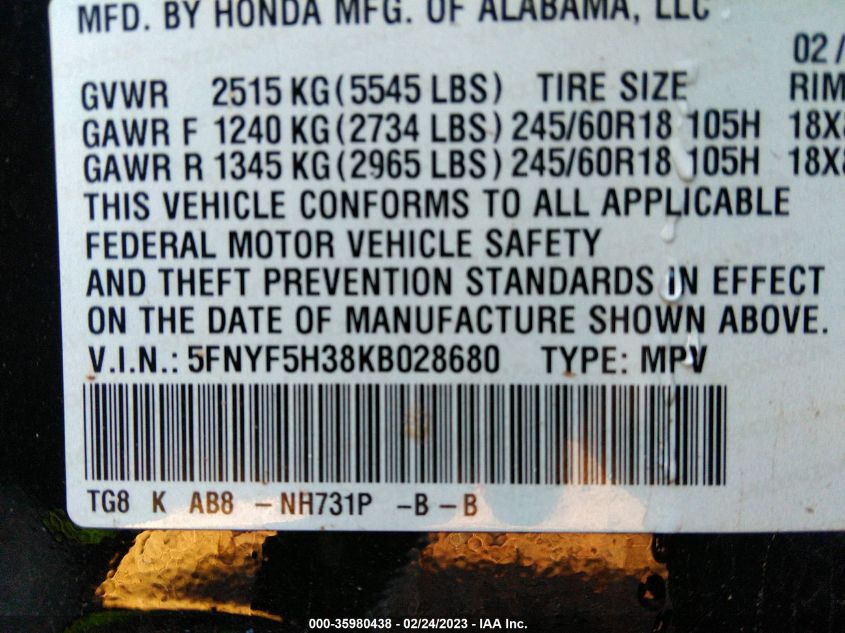 MFD. BY HONDA MFG. OF ALABAMA, LLC
02/
GVWR 2515 KG (5545 LBS) TIRE SIZE RIM
GAWR F 1240 KG (2734 LBS) 245/60R18 105H 18X8
GAWR R 1345 KG (2965 LBS) 245/60R18 105H 18X8
THIS VEHICLE CONFORMS TO ALL APPLICABLE
FEDERAL MOTOR VEHICLE SAFETY
AND THEFT PREVENTION STANDARDS IN EFFECT
ON THE DATE OF MANUFACTURE SHOWN ABOVE.
V.I.N.: 5FNYF5H38KB028680 TYPE: MPV
TG8 K AB8 - NH731P - B - B
000-35980438 - 02/24/2023 - IAA Inc.